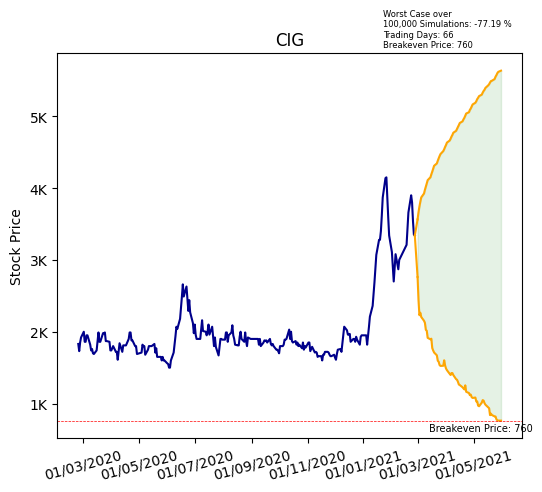 Worst Case over
100,000 Simulations: -77.19 %
Trading Days: 66
Breakeven Price: 760
CIG
Stock Price
5K
4K
3K
2K
1K
Breakeven Price: 760
01/03/2020 01/05/2020 01/07/2020 01/09/2020 01/11/2020 01/01/2021 01/03/2021 01/05/2021